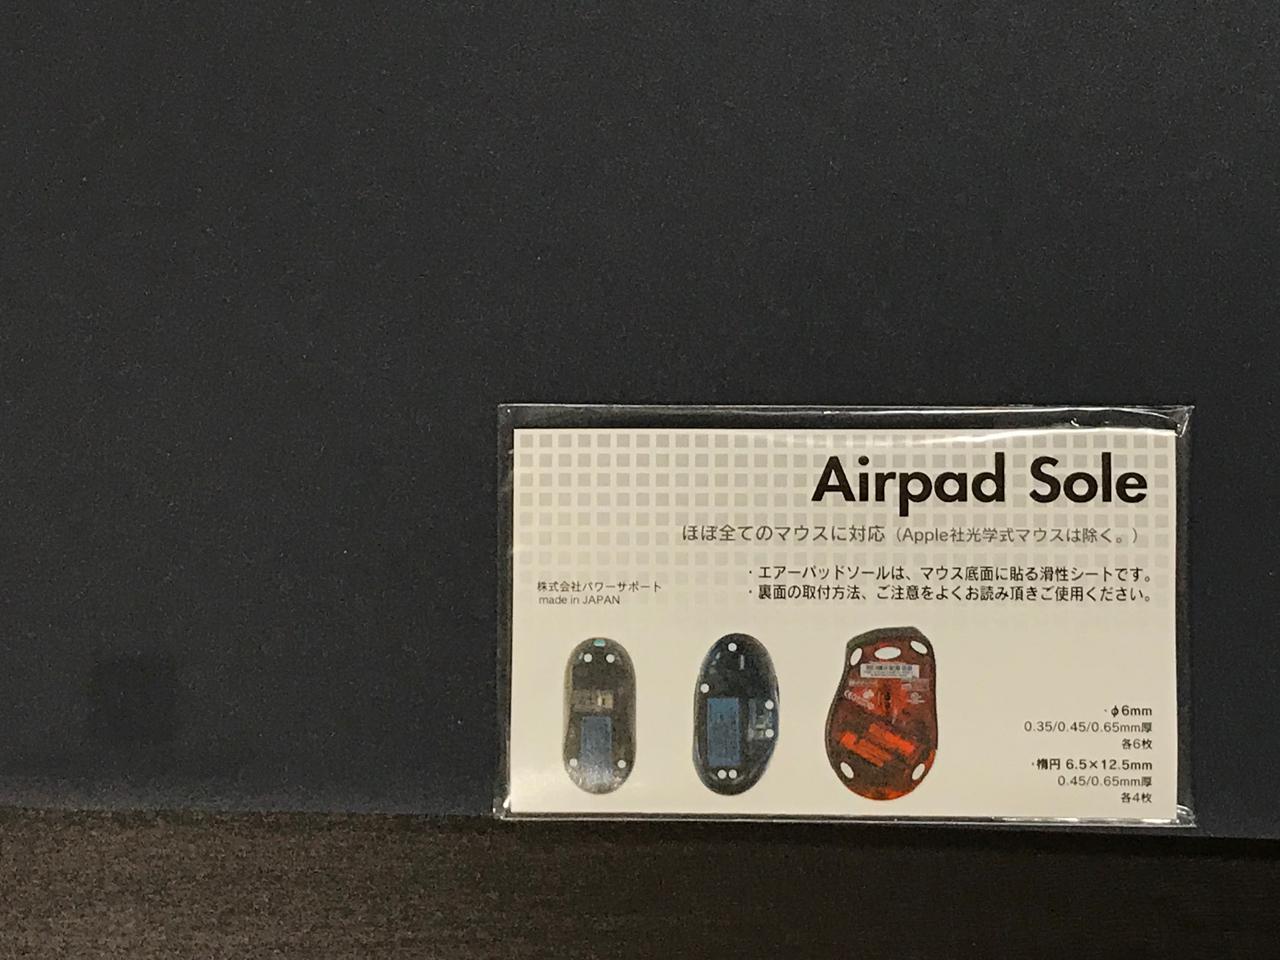 Airpad Sole
ほぼ全てのマウスに対応（Apple社光学式マウスは除く。）
・エアーパッドソールは、マウス底面に貼る滑性シートです。
・裏面の取付方法、ご注意をよくお読み頂きご使用ください。
株式会社パワーサポート
made in JAPAN
・φ6mm
0.35/0.45/0.65mm厚
各6枚
・楕円 6.5×12.5mm
0.45/0.65mm厚
各4枚